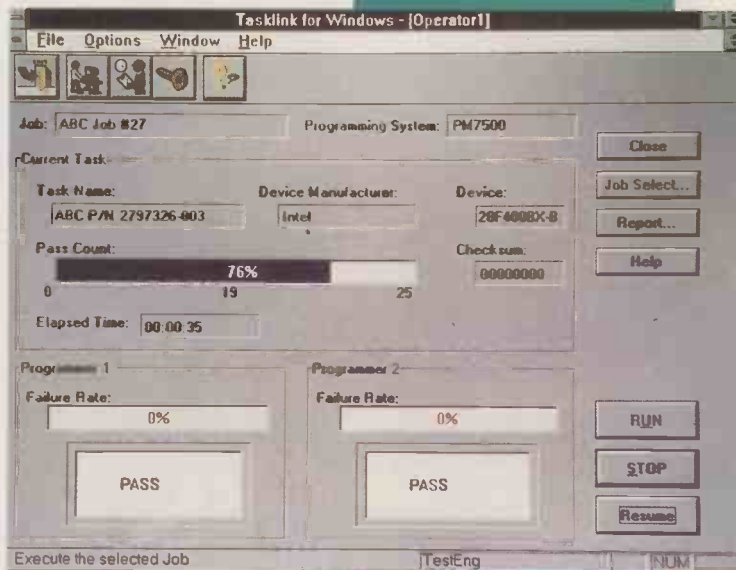 Tasklink for Windows - [Operator1]
File Options Window Help
Job: ABC Job #27 Programming System: PM7500
Close
Current Task
Job Select...
Task Name: Device Manufacturer: Device:
ABC P/N 2797326-003 Intel 28F400BX-B
Report...
Pass Count: Checksum:
Help
76% 00000000
0 19 25
Elapsed Time: 00:00:35
Programmer 1 Programmer 2
Failure Rate: Failure Rate:
0% 0%
RUN
PASS PASS
STOP
Resume
Execute the selected Job TestEng NUM